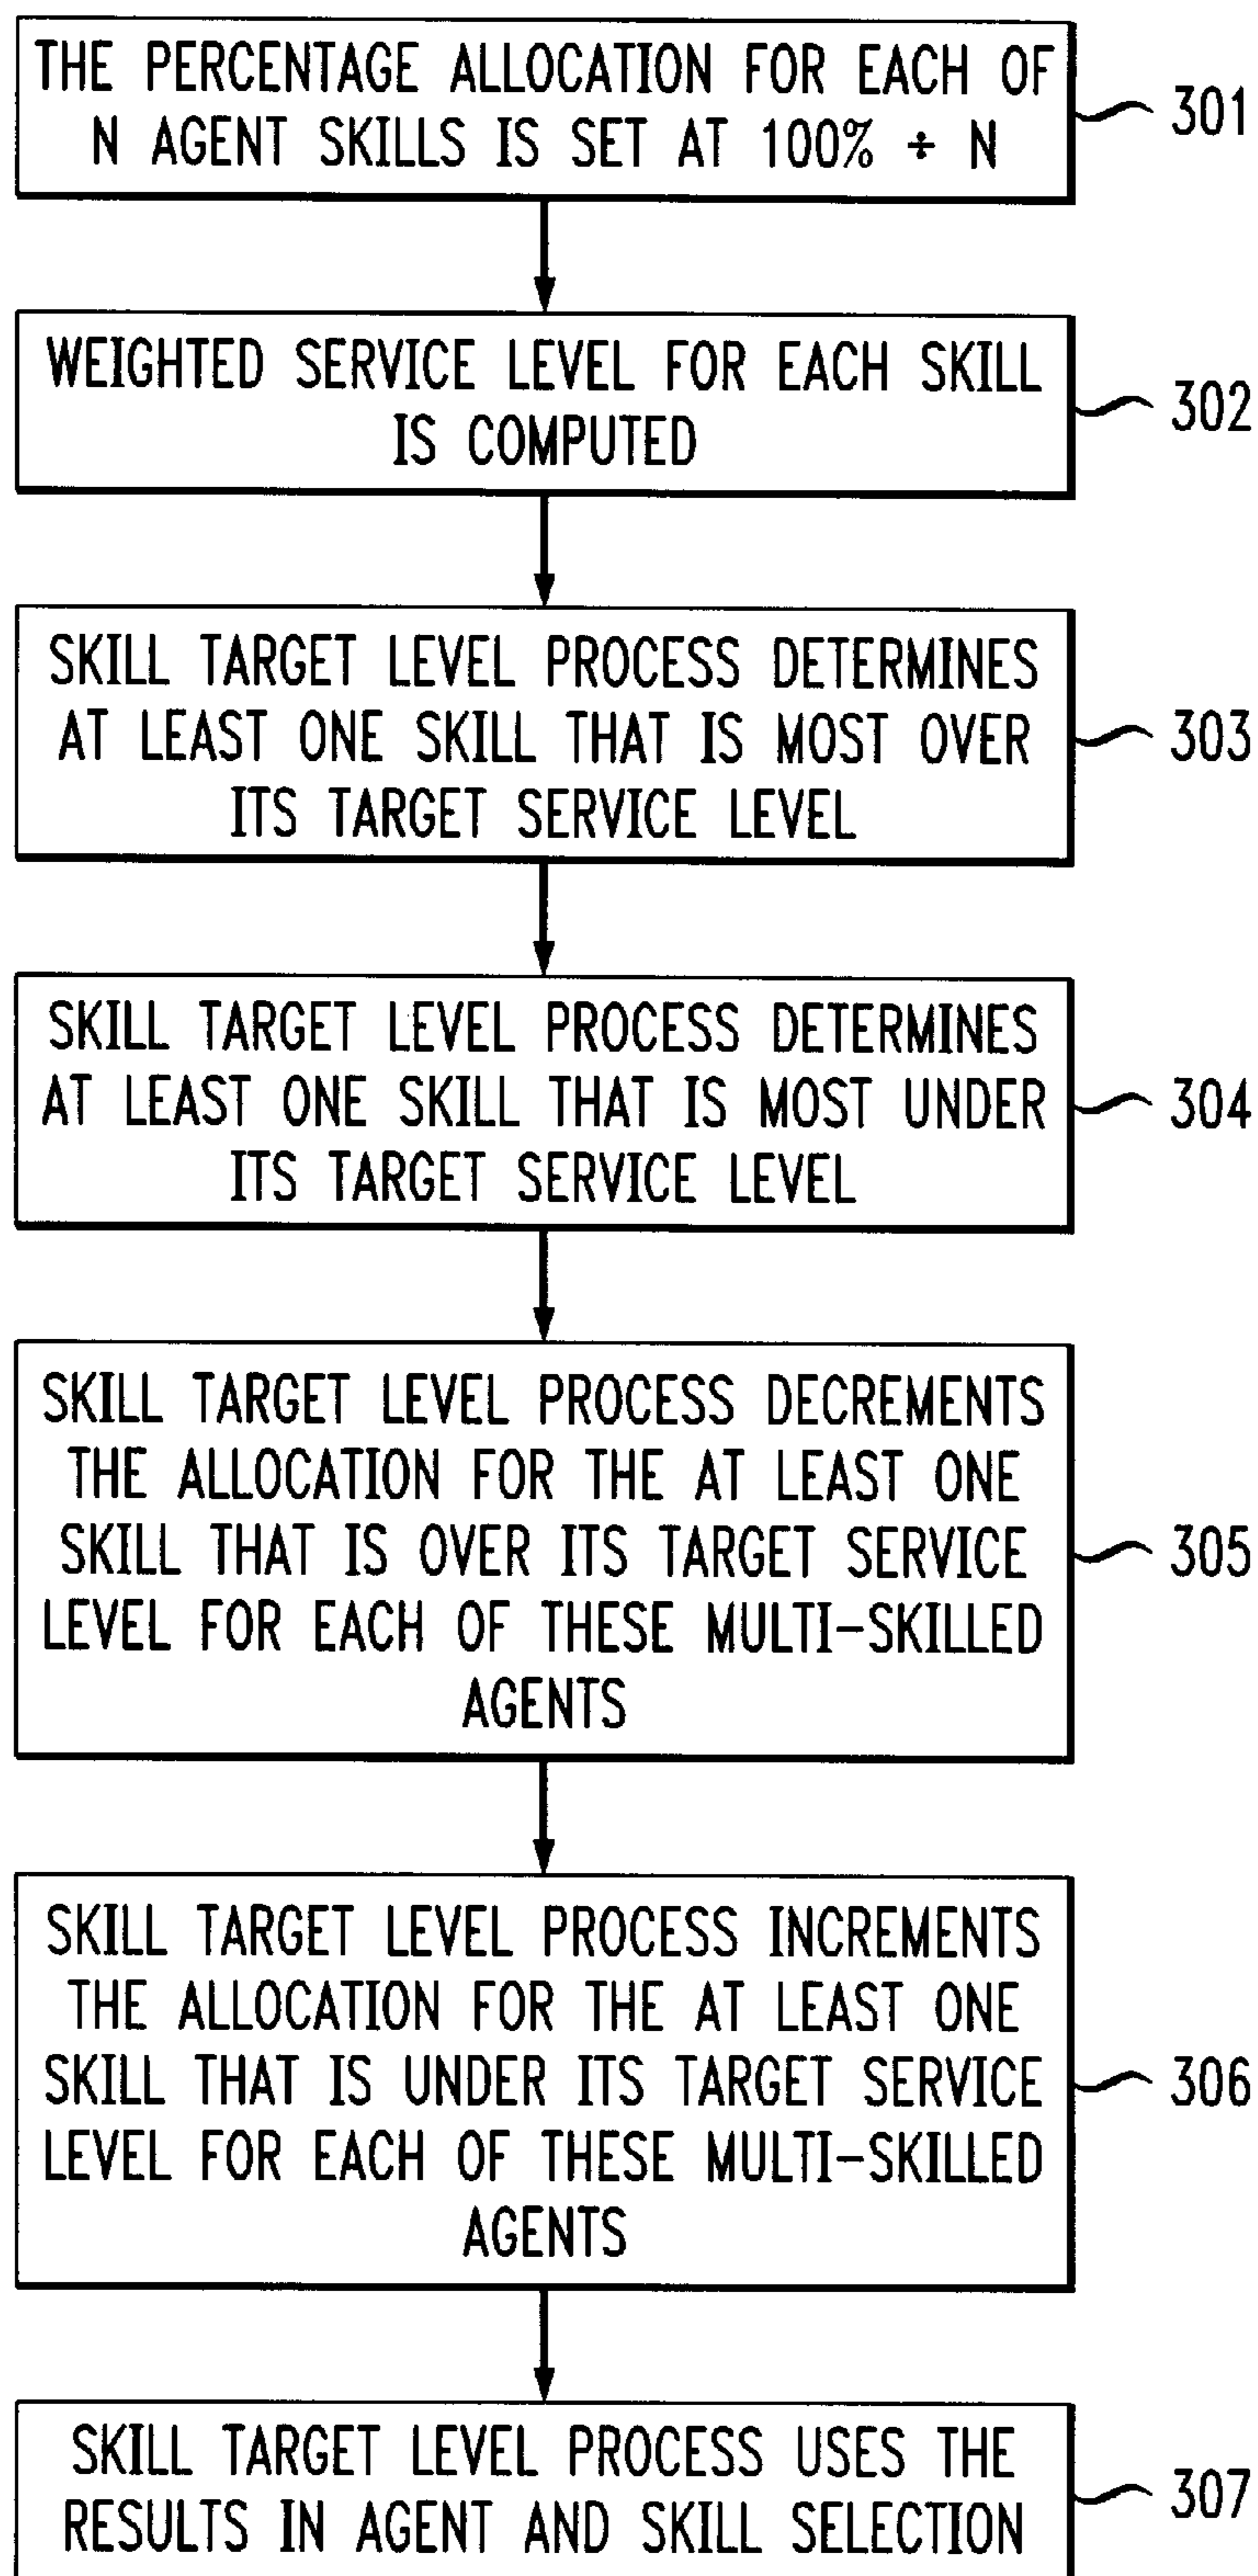 THE PERCENTAGE ALLOCATION FOR EACH OF
N AGENT SKILLS IS SET AT 100% ÷ N
301
WEIGHTED SERVICE LEVEL FOR EACH SKILL
IS COMPUTED
302
SKILL TARGET LEVEL PROCESS DETERMINES
AT LEAST ONE SKILL THAT IS MOST OVER
ITS TARGET SERVICE LEVEL
303
SKILL TARGET LEVEL PROCESS DETERMINES
AT LEAST ONE SKILL THAT IS MOST UNDER
ITS TARGET SERVICE LEVEL
304
SKILL TARGET LEVEL PROCESS DECREMENTS
THE ALLOCATION FOR THE AT LEAST ONE
SKILL THAT IS OVER ITS TARGET SERVICE
LEVEL FOR EACH OF THESE MULTI-SKILLED
AGENTS
305
SKILL TARGET LEVEL PROCESS INCREMENTS
THE ALLOCATION FOR THE AT LEAST ONE
SKILL THAT IS UNDER ITS TARGET SERVICE
LEVEL FOR EACH OF THESE MULTI-SKILLED
AGENTS
306
SKILL TARGET LEVEL PROCESS USES THE
RESULTS IN AGENT AND SKILL SELECTION
307